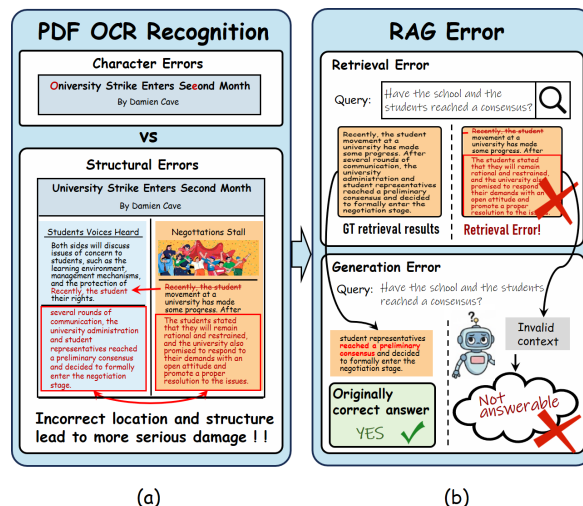 PDF OCR Recognition
Character Errors
Oniversity Strike Enters Seeond Month
By Damien Cave
VS
Structural Errors
University Strike Enters Second Month
By Damien Cave
Students Voices Heard
Both sides will discuss
issues of concern to
students, such as the
learning environment,
management mechanisms,
and the protection of
Recently, the student
their rights.
several rounds of
communication, the
university administration
and student
representatives reached
a preliminary consensus
and decided to formally
enter the negotiation
stage.
Negottations Stall
Recently, the student
movement at a
university has made
some progress. After
The students stated
that they will remain
rational and restrained,
and the university also
promised to respond to
their demands with an
open attitude and
promote a proper
resolution to the issues.
Incorrect location and structure
lead to more serious damage ! !
(a)
RAG Error
Retrieval Error
Query:
Have the school and the
students reached a consensus?
Recently, the student
movement at a
university has made
some progress. After
several rounds of
communication, the
university
administration and
student representatives
reached a preliminary
consensus and decided
to formally enter the
negotiation stage.
GT retrieval results
Recently, the student
movement at a
university has made
some progress. After
The students stated
that they will remain
rational and restrained,
and the university also
promised to respond
their demands with an
open attitude and
promote a proper
resolution to the issues.
Retrieval Error!
Generation Error
Query:
Have the school and the students
reached a consensus?
student representatives
reached a preliminary
consensus and decided
to formally enter the
negotiation stage.
Originally
correct answer
YES
?
Invalid
context
Not
answerable
(b)